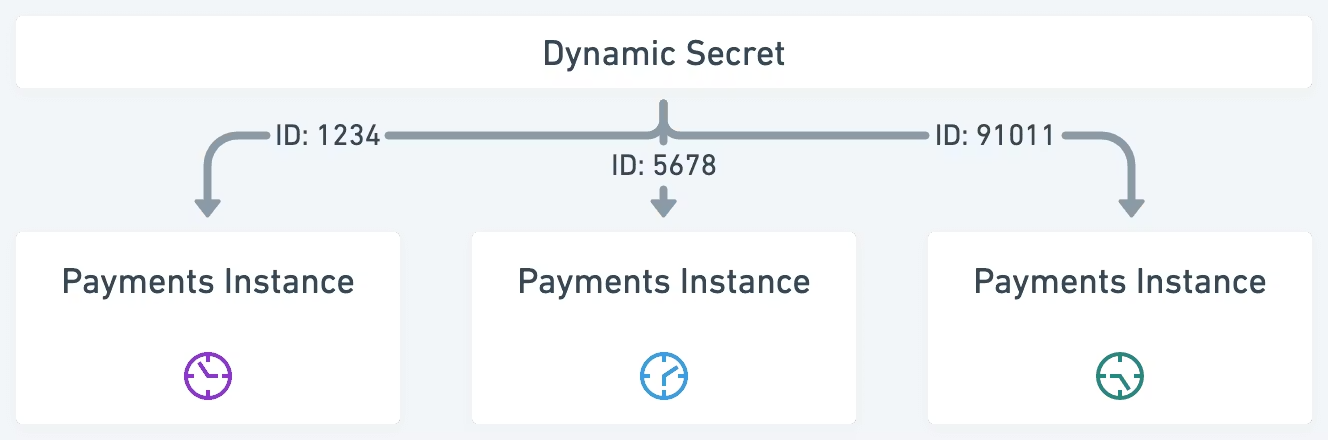 Dynamic Secret
ID: 1234
ID: 5678
ID: 91011
Payments Instance
Payments Instance
Payments Instance